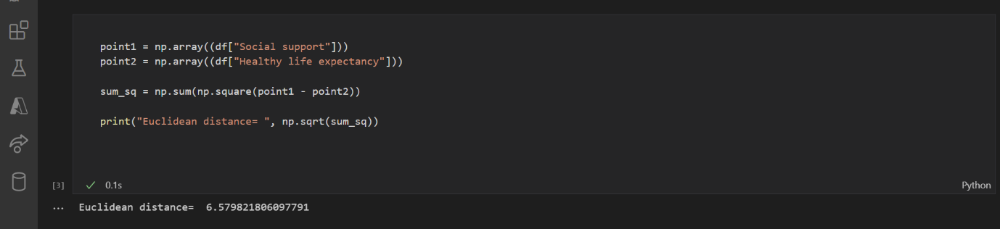 point1 = np.array((df["Social support"]))
point2 = np.array((df["Healthy life expectancy"]))
sum_sq = np.sum(np.square(point1 - point2))
print("Euclidean distance= ", np.sqrt(sum_sq))
[3] ✓ 0.1s Python
... Euclidean distance=  6.579821806097791